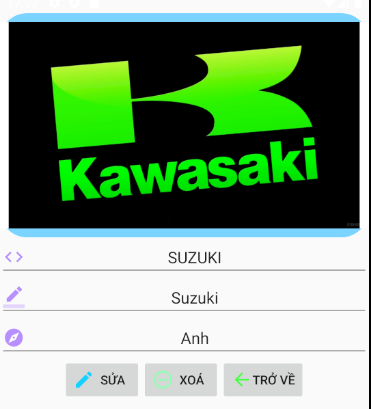 Kawasaki
SUZUKI
Suzuki
Anh
SỬA
XOÁ
TRỞ VỀ